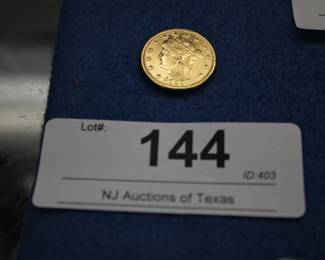 Lot#:
144
ID:403
NJ Auctions of Texas